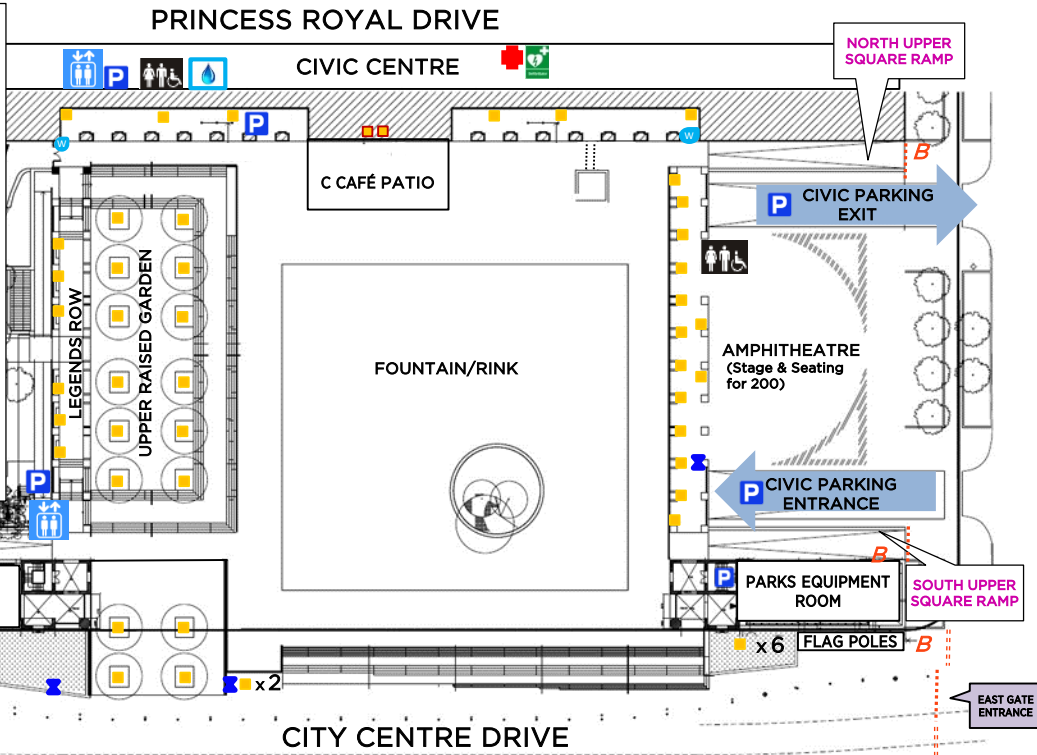 PRINCESS ROYAL DRIVE
CIVIC CENTRE
NORTH UPPER
SQUARE RAMP
P
P
W
W
B
C CAFÉ PATIO
P
CIVIC PARKING
EXIT
LEGENDS ROW
UPPER RAISED GARDEN
FOUNTAIN/RINK
AMPHITHEATRE
(Stage & Seating
for 200)
P
P
CIVIC PARKING
ENTRANCE
B
P
PARKS EQUIPMENT
ROOM
SOUTH UPPER
SQUARE RAMP
x 6
FLAG POLES
B
x 2
EAST GATE
ENTRANCE
CITY CENTRE DRIVE